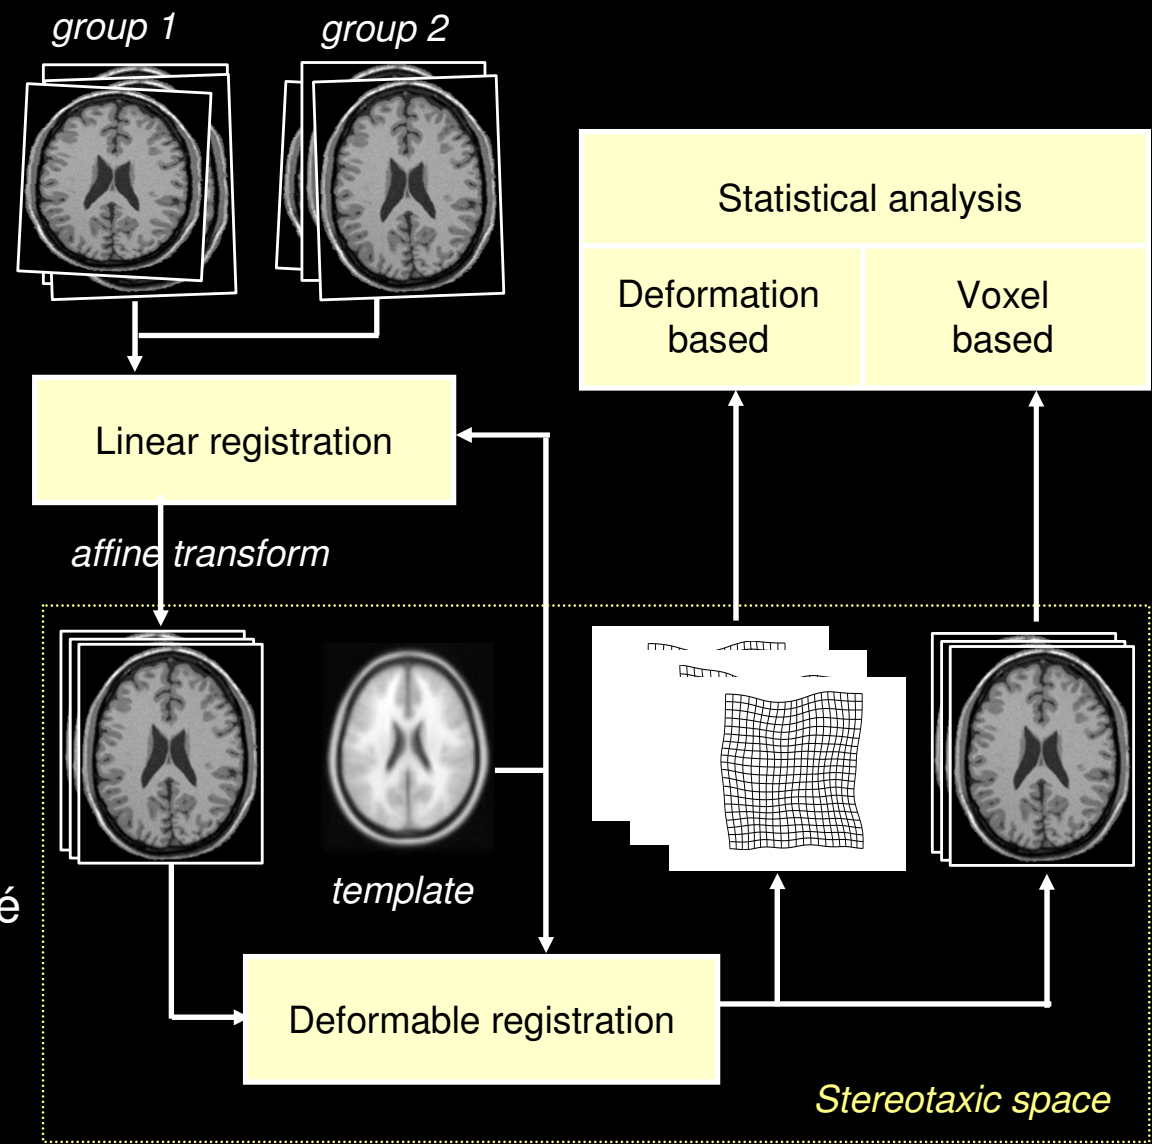 group 1
group 2
Statistical analysis
Deformation
based
Voxel
based
Linear registration
affine transform
template
é
Deformable registration
Stereotaxic space